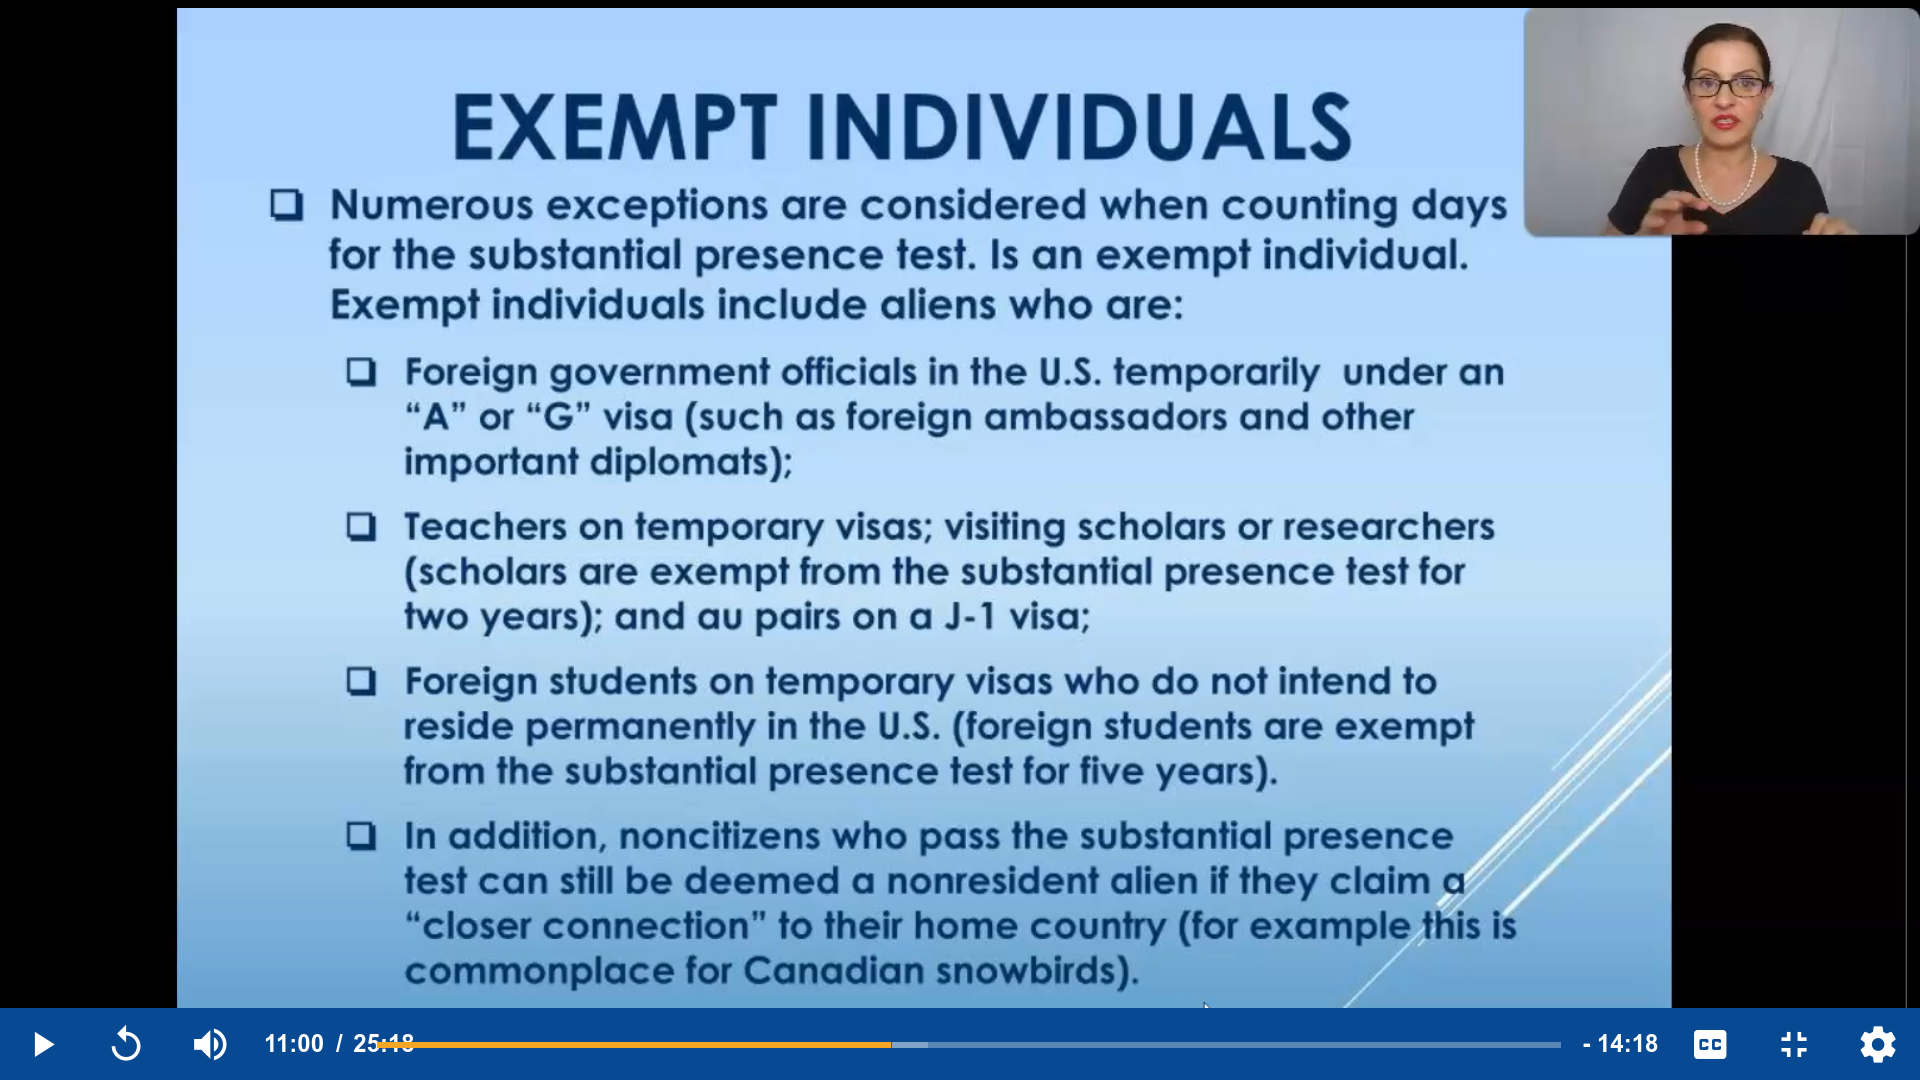 EXEMPT INDIVIDUALS
Numerous exceptions are considered when counting days
for the substantial presence test. Is an exempt individual.
Exempt individuals include aliens who are:
Foreign government officials in the U.S. temporarily  under an
“A” or “G” visa (such as foreign ambassadors and other
important diplomats);
Teachers on temporary visas; visiting scholars or researchers
(scholars are exempt from the substantial presence test for
two years); and au pairs on a J-1 visa;
Foreign students on temporary visas who do not intend to
reside permanently in the U.S. (foreign students are exempt
from the substantial presence test for five years).
In addition, noncitizens who pass the substantial presence
test can still be deemed a nonresident alien if they claim a
“closer connection” to their home country (for example this is
commonplace for Canadian snowbirds).
11:00 / 25:18 - 14:18 CC